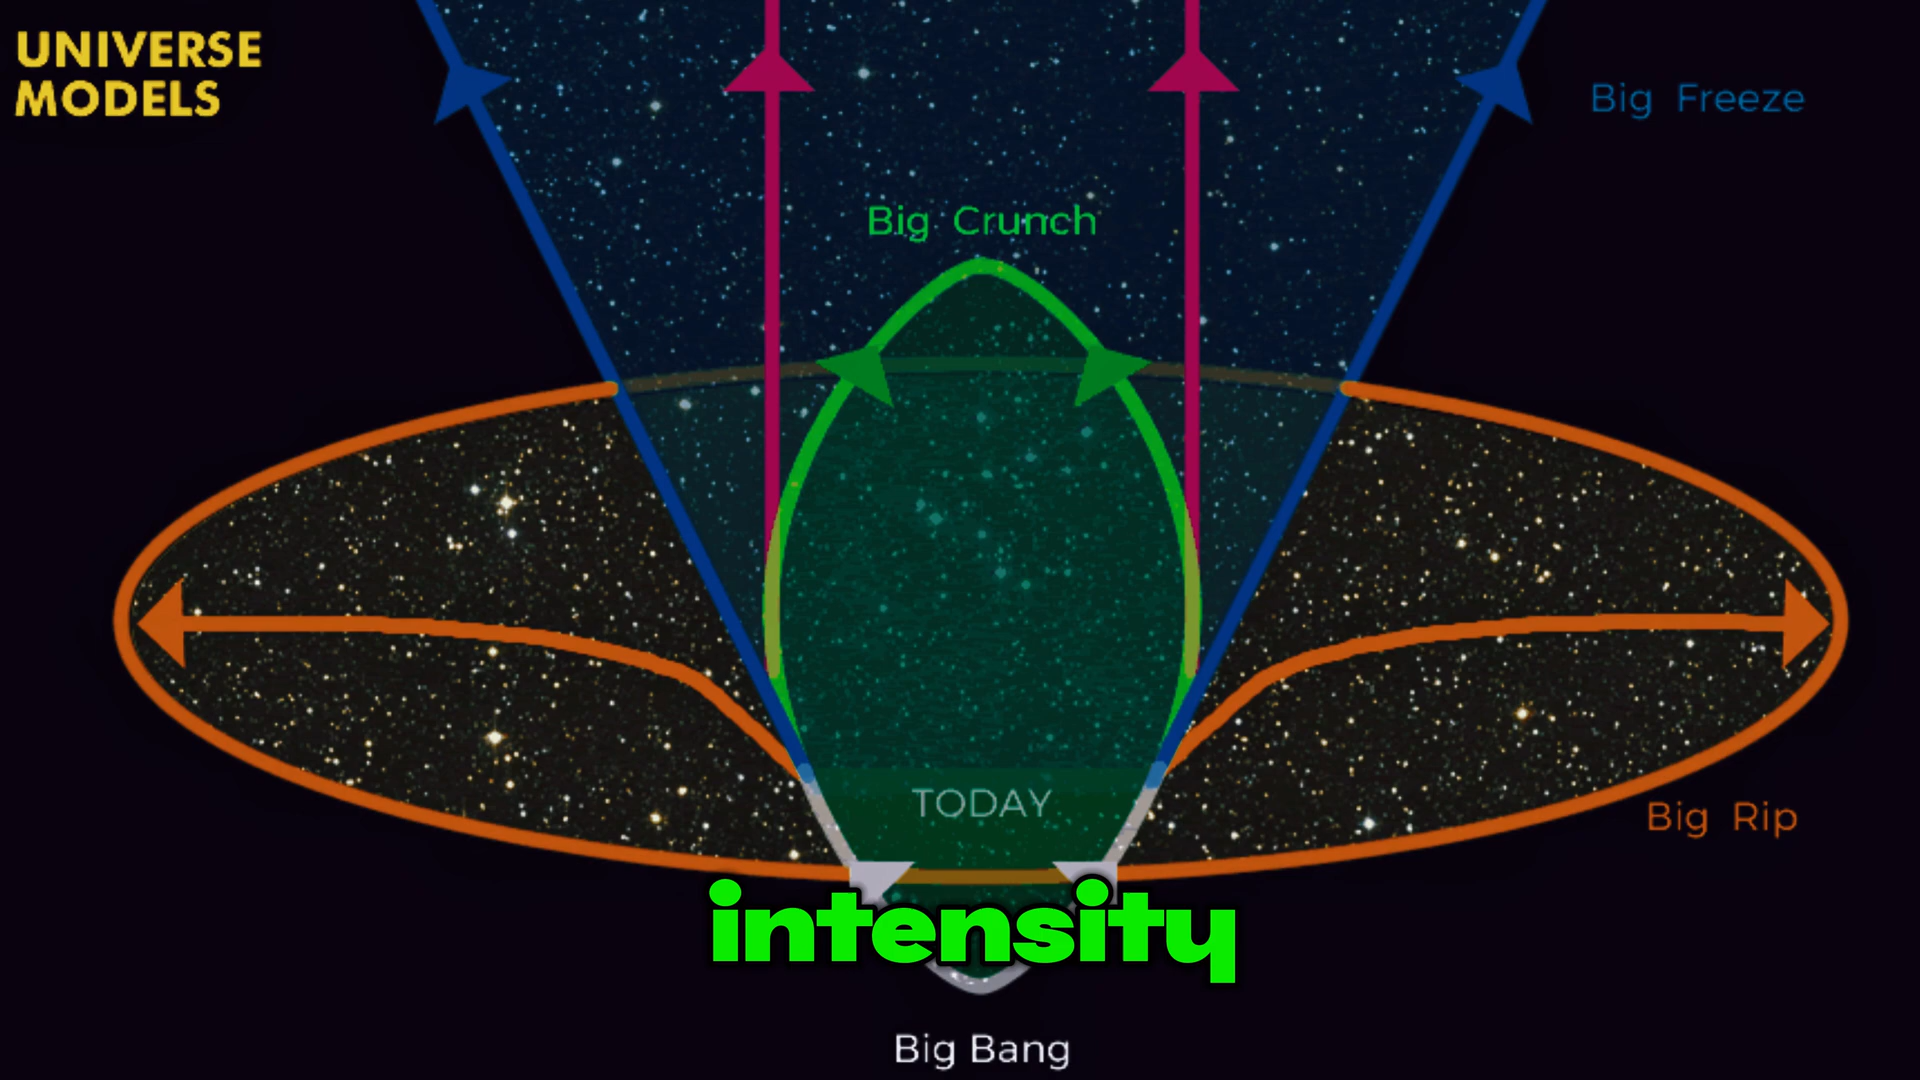 UNIVERSE
MODELS
Big Freeze
Big Crunch
TODAY
Big Rip
intensity
Big Bang